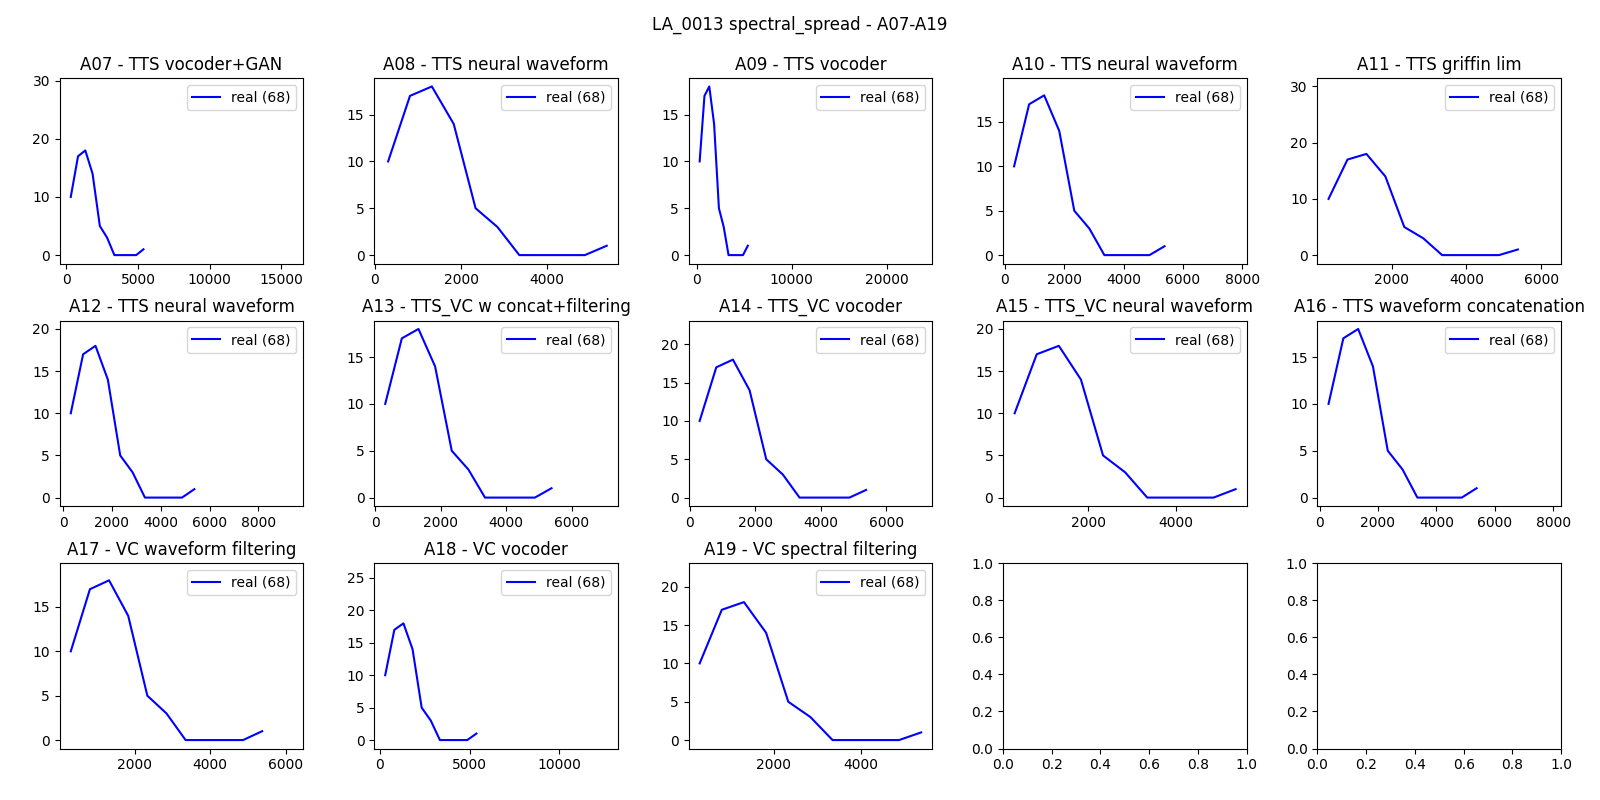 LA_0013 spectral_spread - A07-A19
A07 - TTS vocoder+GAN
30
20
10
0
0 5000 10000 15000
real (68)
A08 - TTS neural waveform
15
10
5
0
0 2000 4000
real (68)
A09 - TTS vocoder
15
10
5
0
0 10000 20000
real (68)
A10 - TTS neural waveform
15
10
5
0
0 2000 4000 6000 8000
real (68)
A11 - TTS griffin lim
30
20
10
0
2000 4000 6000
real (68)
A12 - TTS neural waveform
20
15
10
5
0
0 2000 4000 6000 8000
real (68)
A13 - TTS_VC w concat+filtering
15
10
5
0
0 2000 4000 6000
real (68)
A14 - TTS_VC vocoder
20
15
10
5
0
0 2000 4000 6000
real (68)
A15 - TTS_VC neural waveform
20
15
10
5
0
2000 4000
real (68)
A16 - TTS waveform concatenation
15
10
5
0
0 2000 4000 6000 8000
real (68)
A17 - VC waveform filtering
15
10
5
0
2000 4000 6000
real (68)
A18 - VC vocoder
25
20
15
10
5
0
0 5000 10000
real (68)
A19 - VC spectral filtering
20
15
10
5
0
2000 4000
real (68)
1.0
0.8
0.6
0.4
0.2
0.0
0.0 0.2 0.4 0.6 0.8 1.0
1.0
0.8
0.6
0.4
0.2
0.0
0.0 0.2 0.4 0.6 0.8 1.0